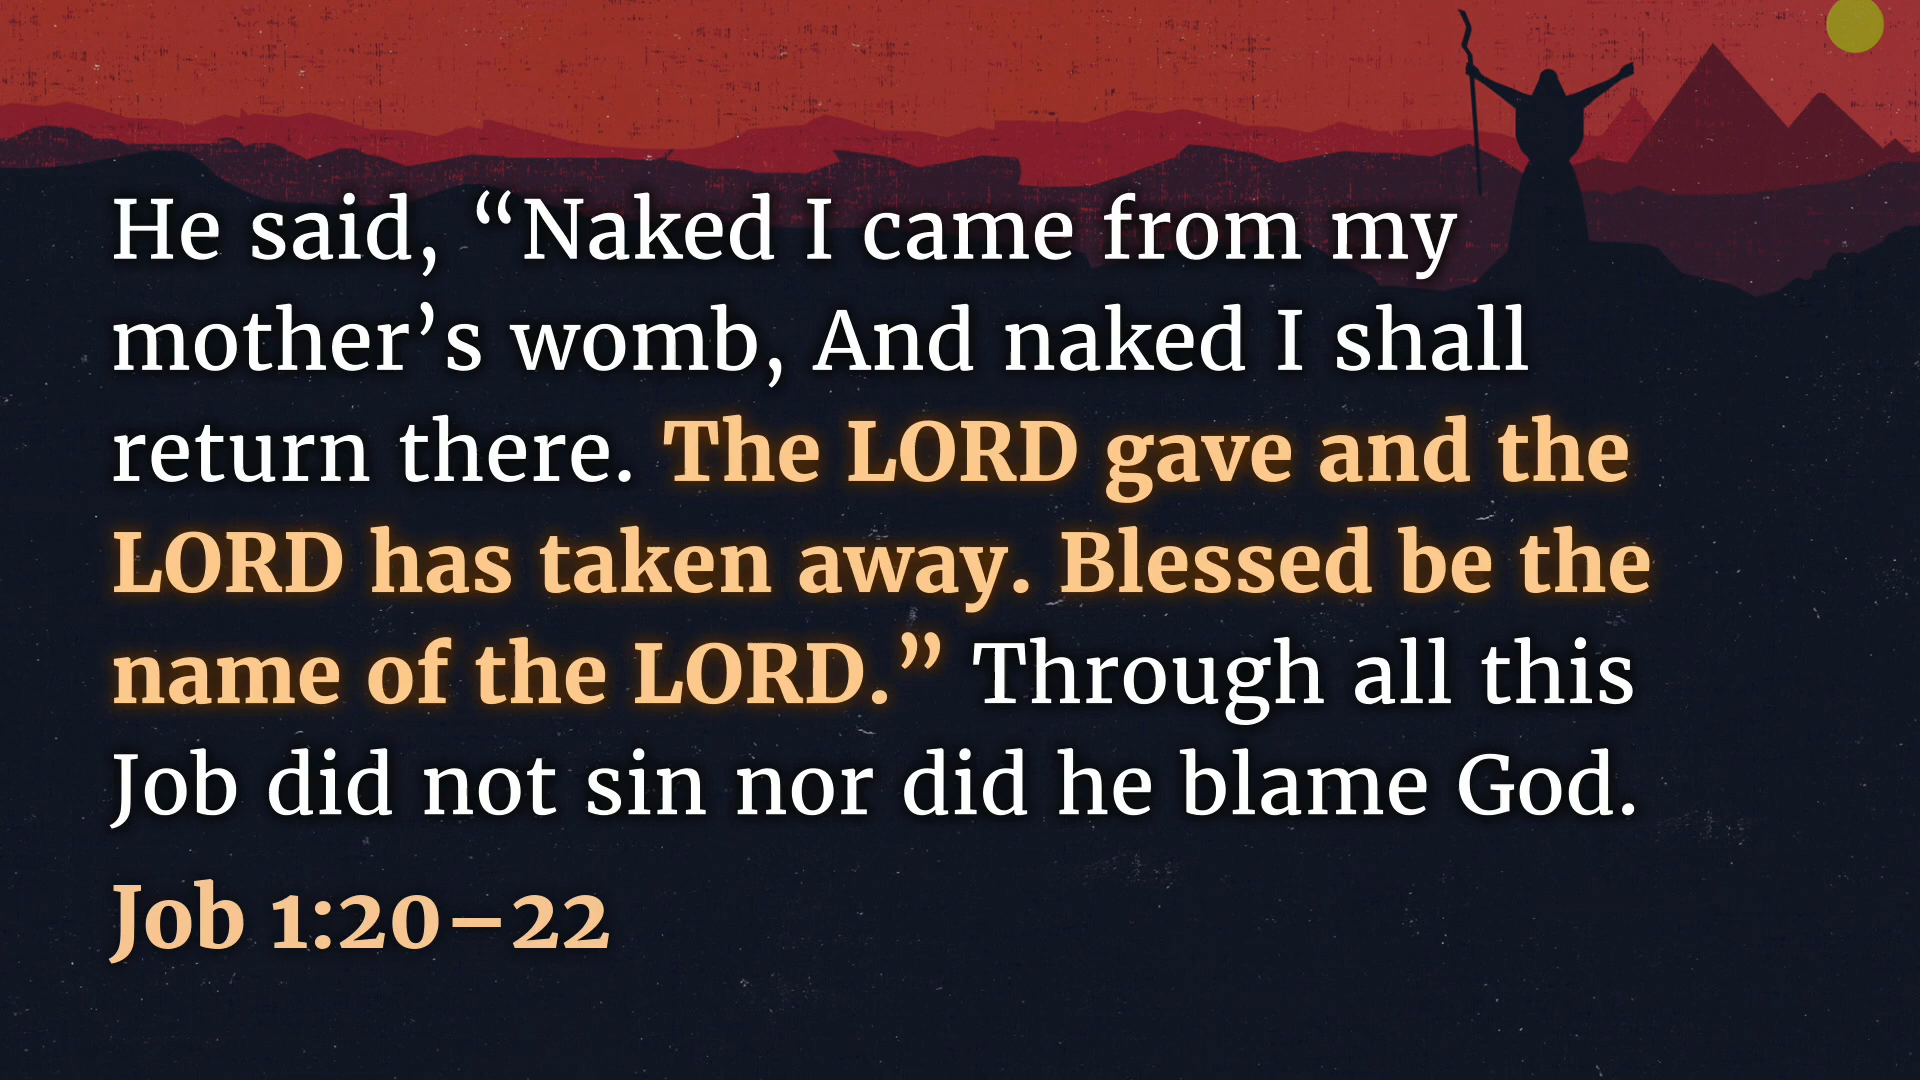 He said, “Naked I came from my
mother’s womb, And naked I shall
return there. The LORD gave and the
LORD has taken away. Blessed be the
name of the LORD.” Through all this
Job did not sin nor did he blame God.
Job 1:20–22